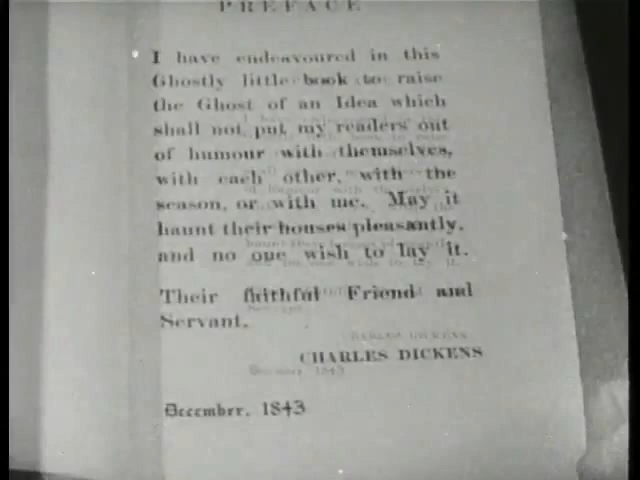 PREFACE
I have endeavoured in this
Ghostly little book to raise
the Ghost of an Idea which
shall not put my readers out
of humour with themselves,
with each other, with the
season, or with me. May it
haunt their houses pleasantly,
and no one wish to lay it.
Their faithful Friend and
Servant,
CHARLES DICKENS
December, 1843